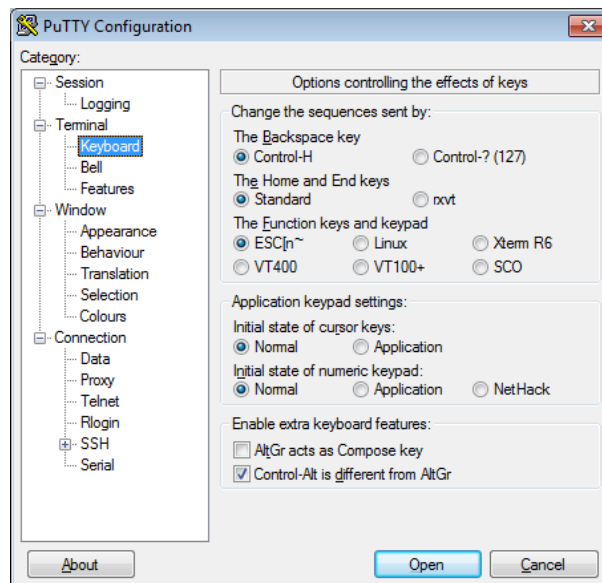 PuTTY Configuration
Category:
Session
Logging
Terminal
Keyboard
Bell
Features
Window
Appearance
Behaviour
Translation
Selection
Colours
Connection
Data
Proxy
Telnet
Rlogin
SSH
Serial
Options controlling the effects of keys
Change the sequences sent by:
The Backspace key
Control-H Control-? (127)
The Home and End keys
Standard rxvt
The Function keys and keypad
ESC[n~ Linux Xterm R6
VT400 VT100+ SCO
Application keypad settings:
Initial state of cursor keys:
Normal Application
Initial state of numeric keypad:
Normal Application NetHack
Enable extra keyboard features:
AltGr acts as Compose key
Control-Alt is different from AltGr
About Open Cancel